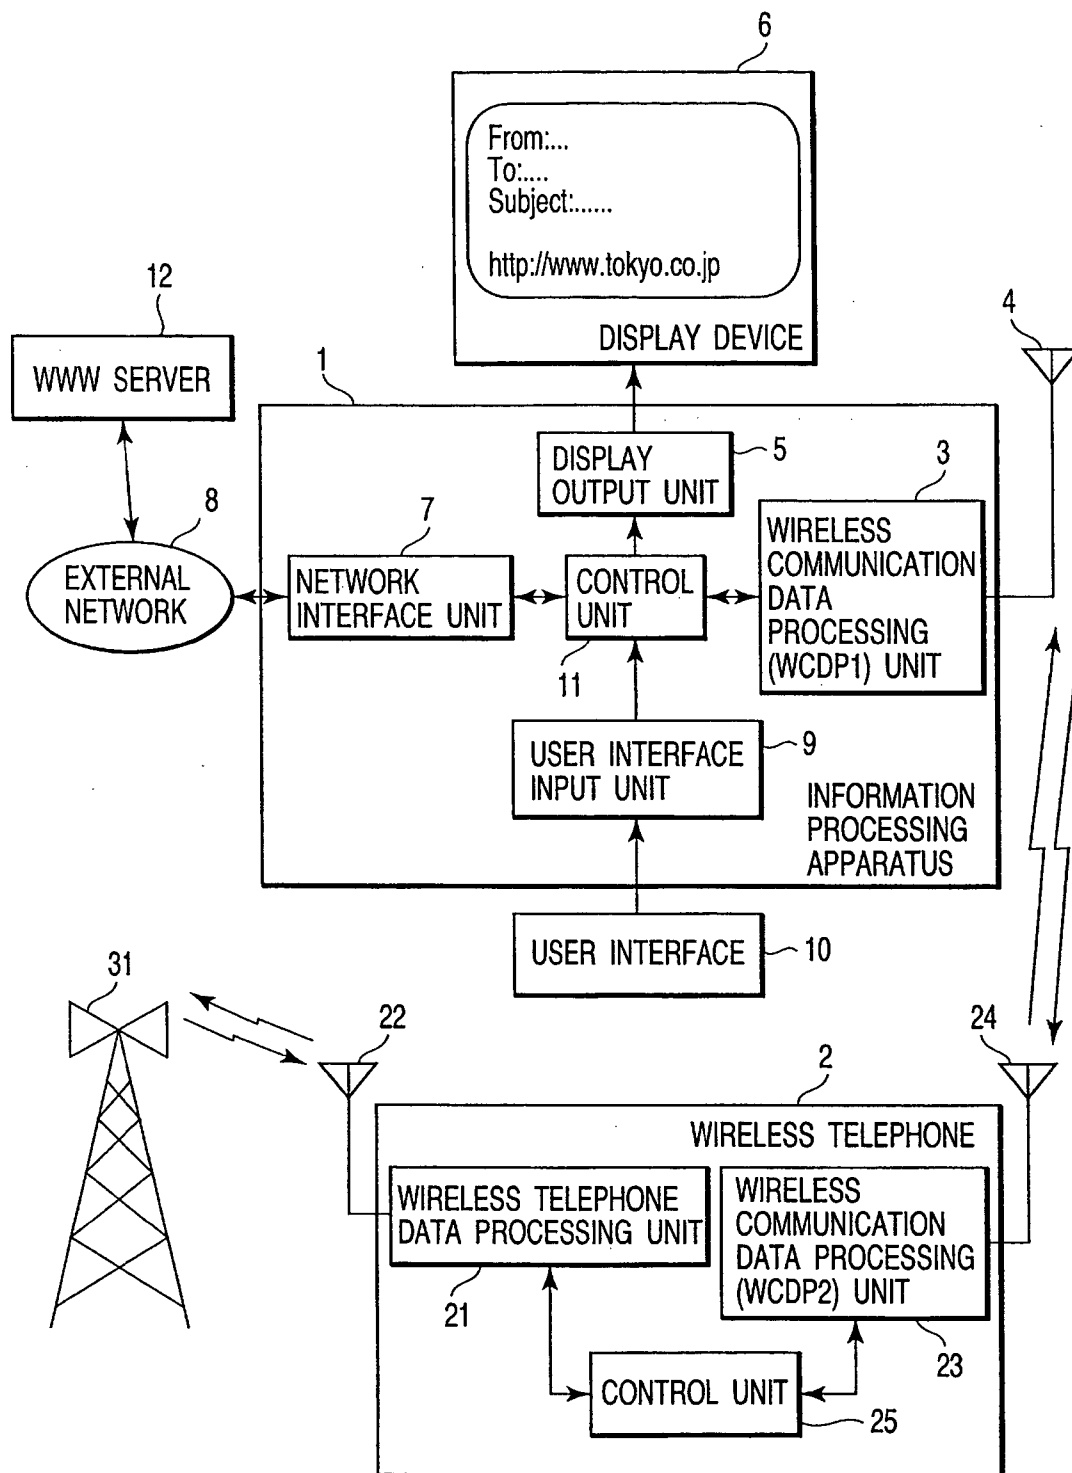 6
From:...
To:....
Subject:......
http://www.tokyo.co.jp
DISPLAY DEVICE
12
WWW SERVER
4
1
DISPLAY
OUTPUT UNIT
5
3
8
EXTERNAL
NETWORK
7
NETWORK
INTERFACE UNIT
CONTROL
UNIT
11
WIRELESS
COMMUNICATION
DATA
PROCESSING
(WCDP1) UNIT
USER INTERFACE
INPUT UNIT
9
INFORMATION
PROCESSING
APPARATUS
USER INTERFACE
10
31
22
24
2
WIRELESS TELEPHONE
WIRELESS TELEPHONE
DATA PROCESSING UNIT
21
WIRELESS
COMMUNICATION
DATA PROCESSING
(WCDP2) UNIT
23
CONTROL UNIT
25